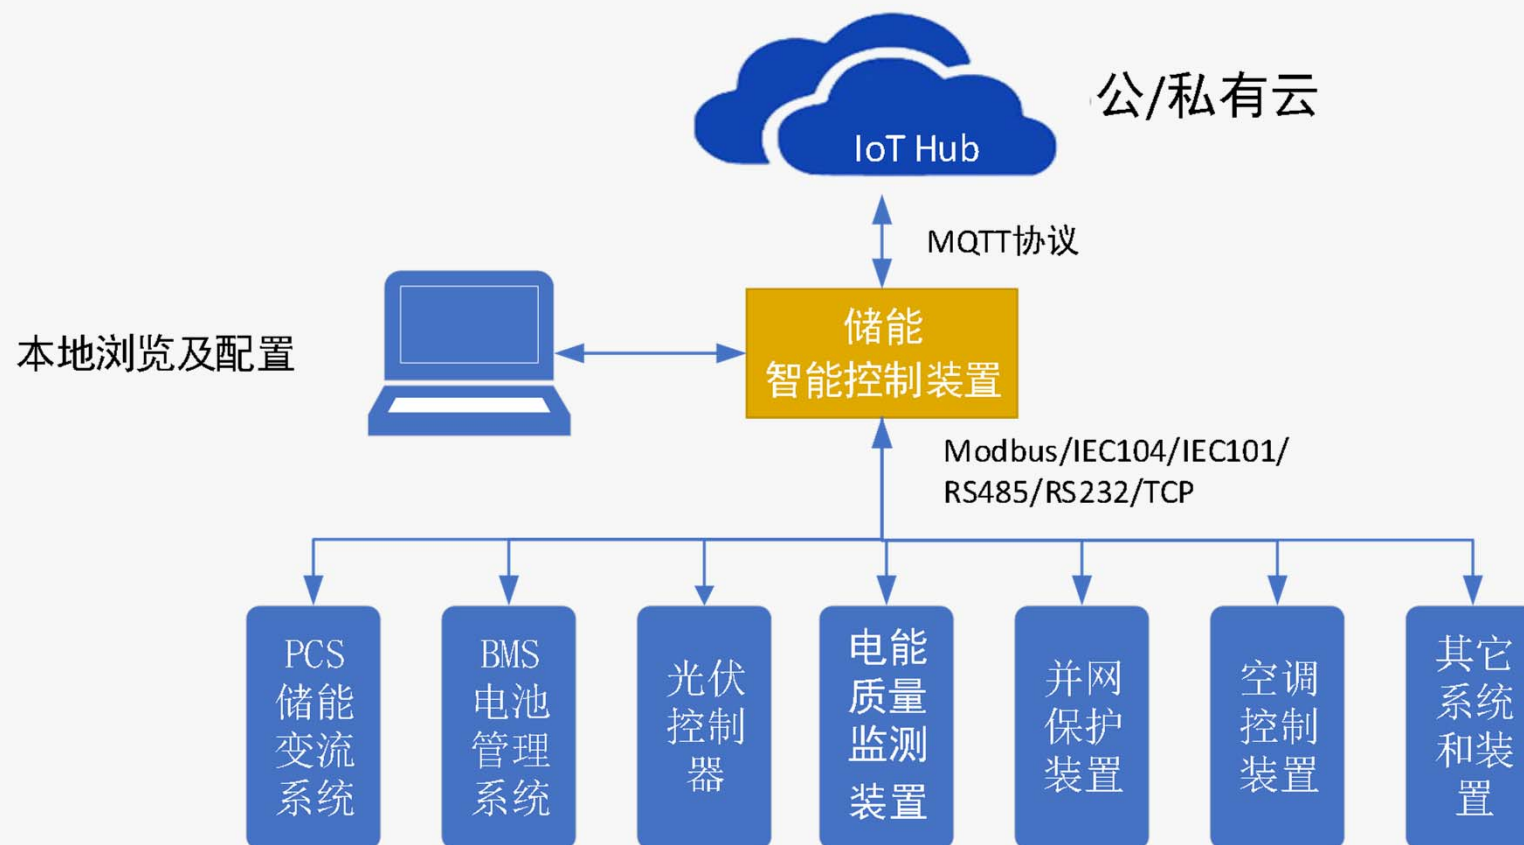 公/私有云
IoT Hub
MQTT协议
本地浏览及配置
储能
智能控制装置
Modbus/IEC104/IEC101/
RS485/RS232/TCP
PCS
储能
变流
系统
BMS
电池
管理
系统
光伏
控制
器
电能
质量
监测
装置
并网
保护
装置
空调
控制
装置
其它
系统
和装
置